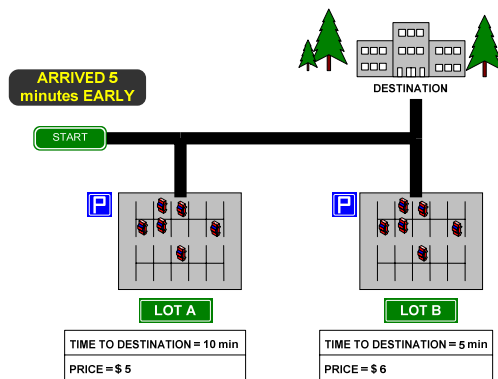 ARRIVED 5
minutes EARLY
START
DESTINATION
P
P
LOT A
LOT B
TIME TO DESTINATION = 10 min
PRICE = $ 5
TIME TO DESTINATION = 5 min
PRICE = $ 6